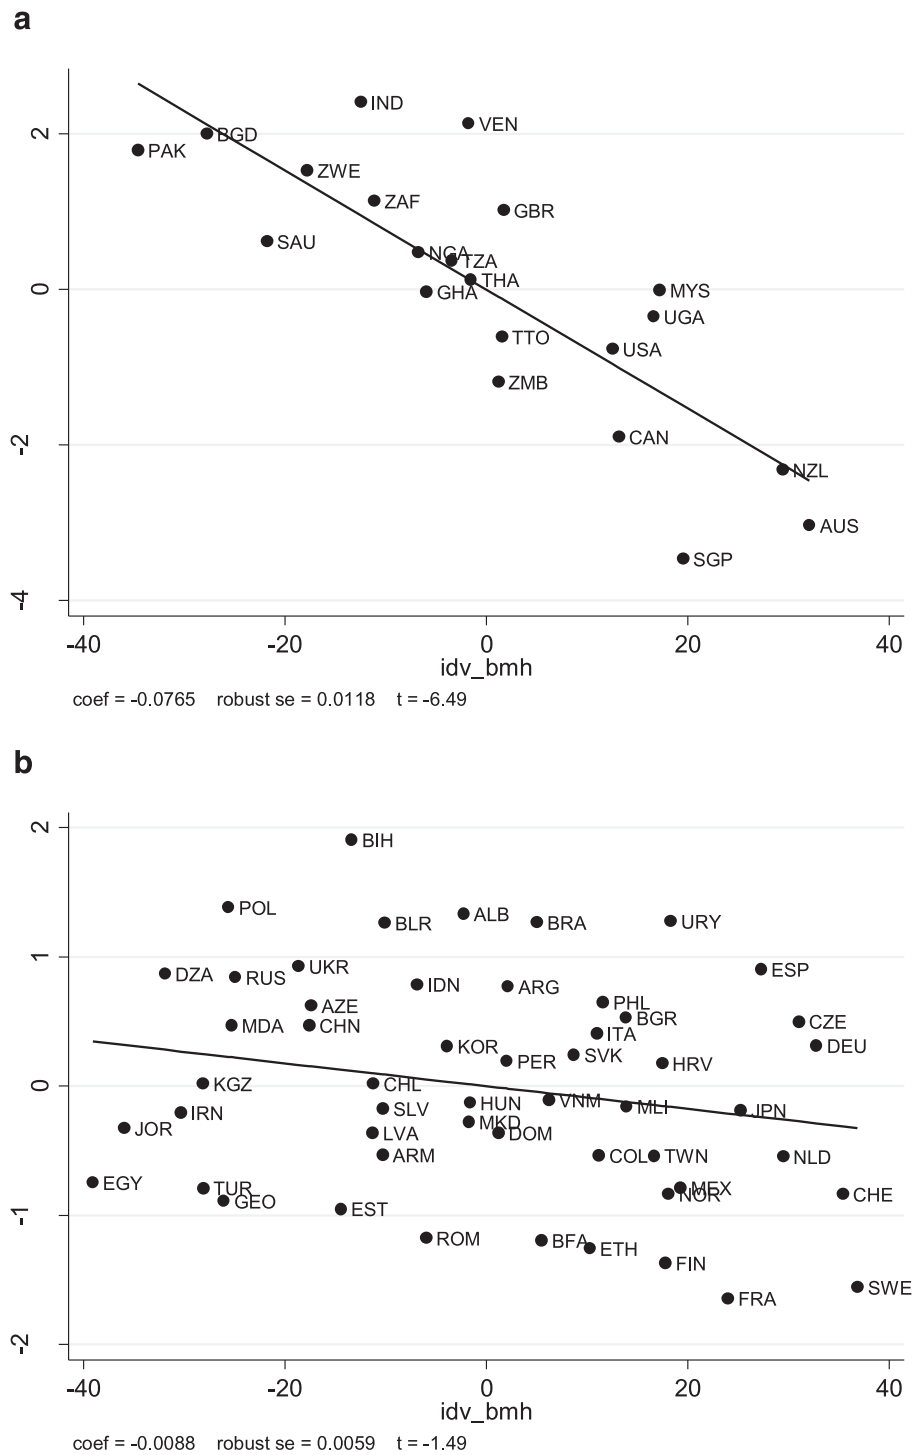 a
2
0
-2
-4
IND
VEN
BGD
PAK
ZWE
ZAF
GBR
SAU
NGA
TZA
THA
GHA
MYS
UGA
TTO
USA
ZMB
CAN
NZL
AUS
SGP
-40 -20 0 20 40
idv_bmh
coef = -0.0765 robust se = 0.0118 t = -6.49
b
2
1
0
-1
-2
BIH
POL
ALB
BLR BRA URY
UKR
ESP
DZA RUS
IDN ARG
AZE PHL
BGR
MDA CHN CZE
ITA
KOR DEU
SVK
PER HRV
KGZ CHL
VNM
HUN
SLV MLI JPN
IRN
MKD
JOR
LVA DOM
ARM COL TWN NLD
EGY
TUR MEX
NOR CHE
GEO
EST
ROM BFA
ETH
FIN
SWE
FRA
-40 -20 0 20 40
idv_bmh
coef = -0.0088 robust se = 0.0059 t = -1.49